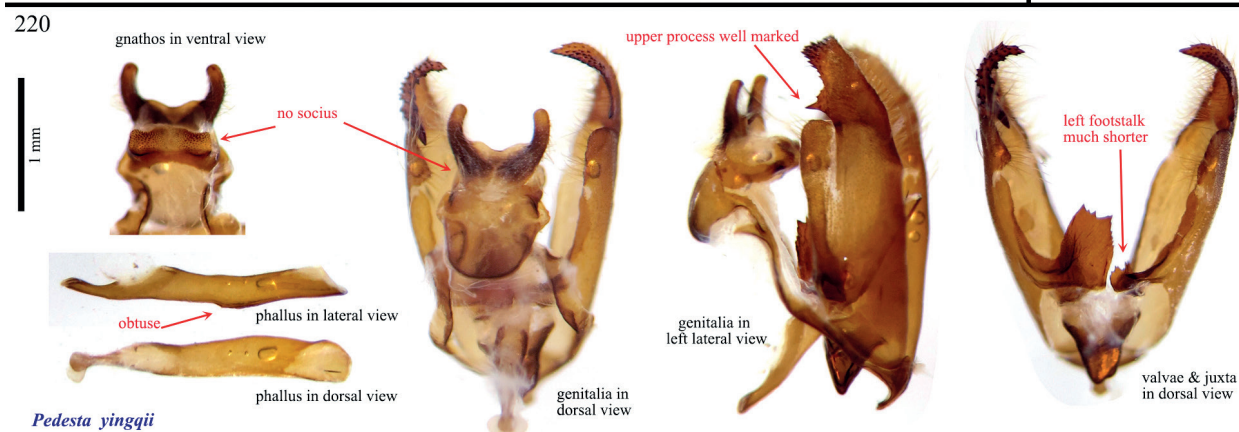 220
gnathos in ventral view
1 mm
no socius
obtuse
phallus in lateral view
phallus in dorsal view
Pedesta yingqii
genitalia in
dorsal view
upper process well marked
genitalia in
left lateral view
left footstalk
much shorter
valvae & juxta
in dorsal view